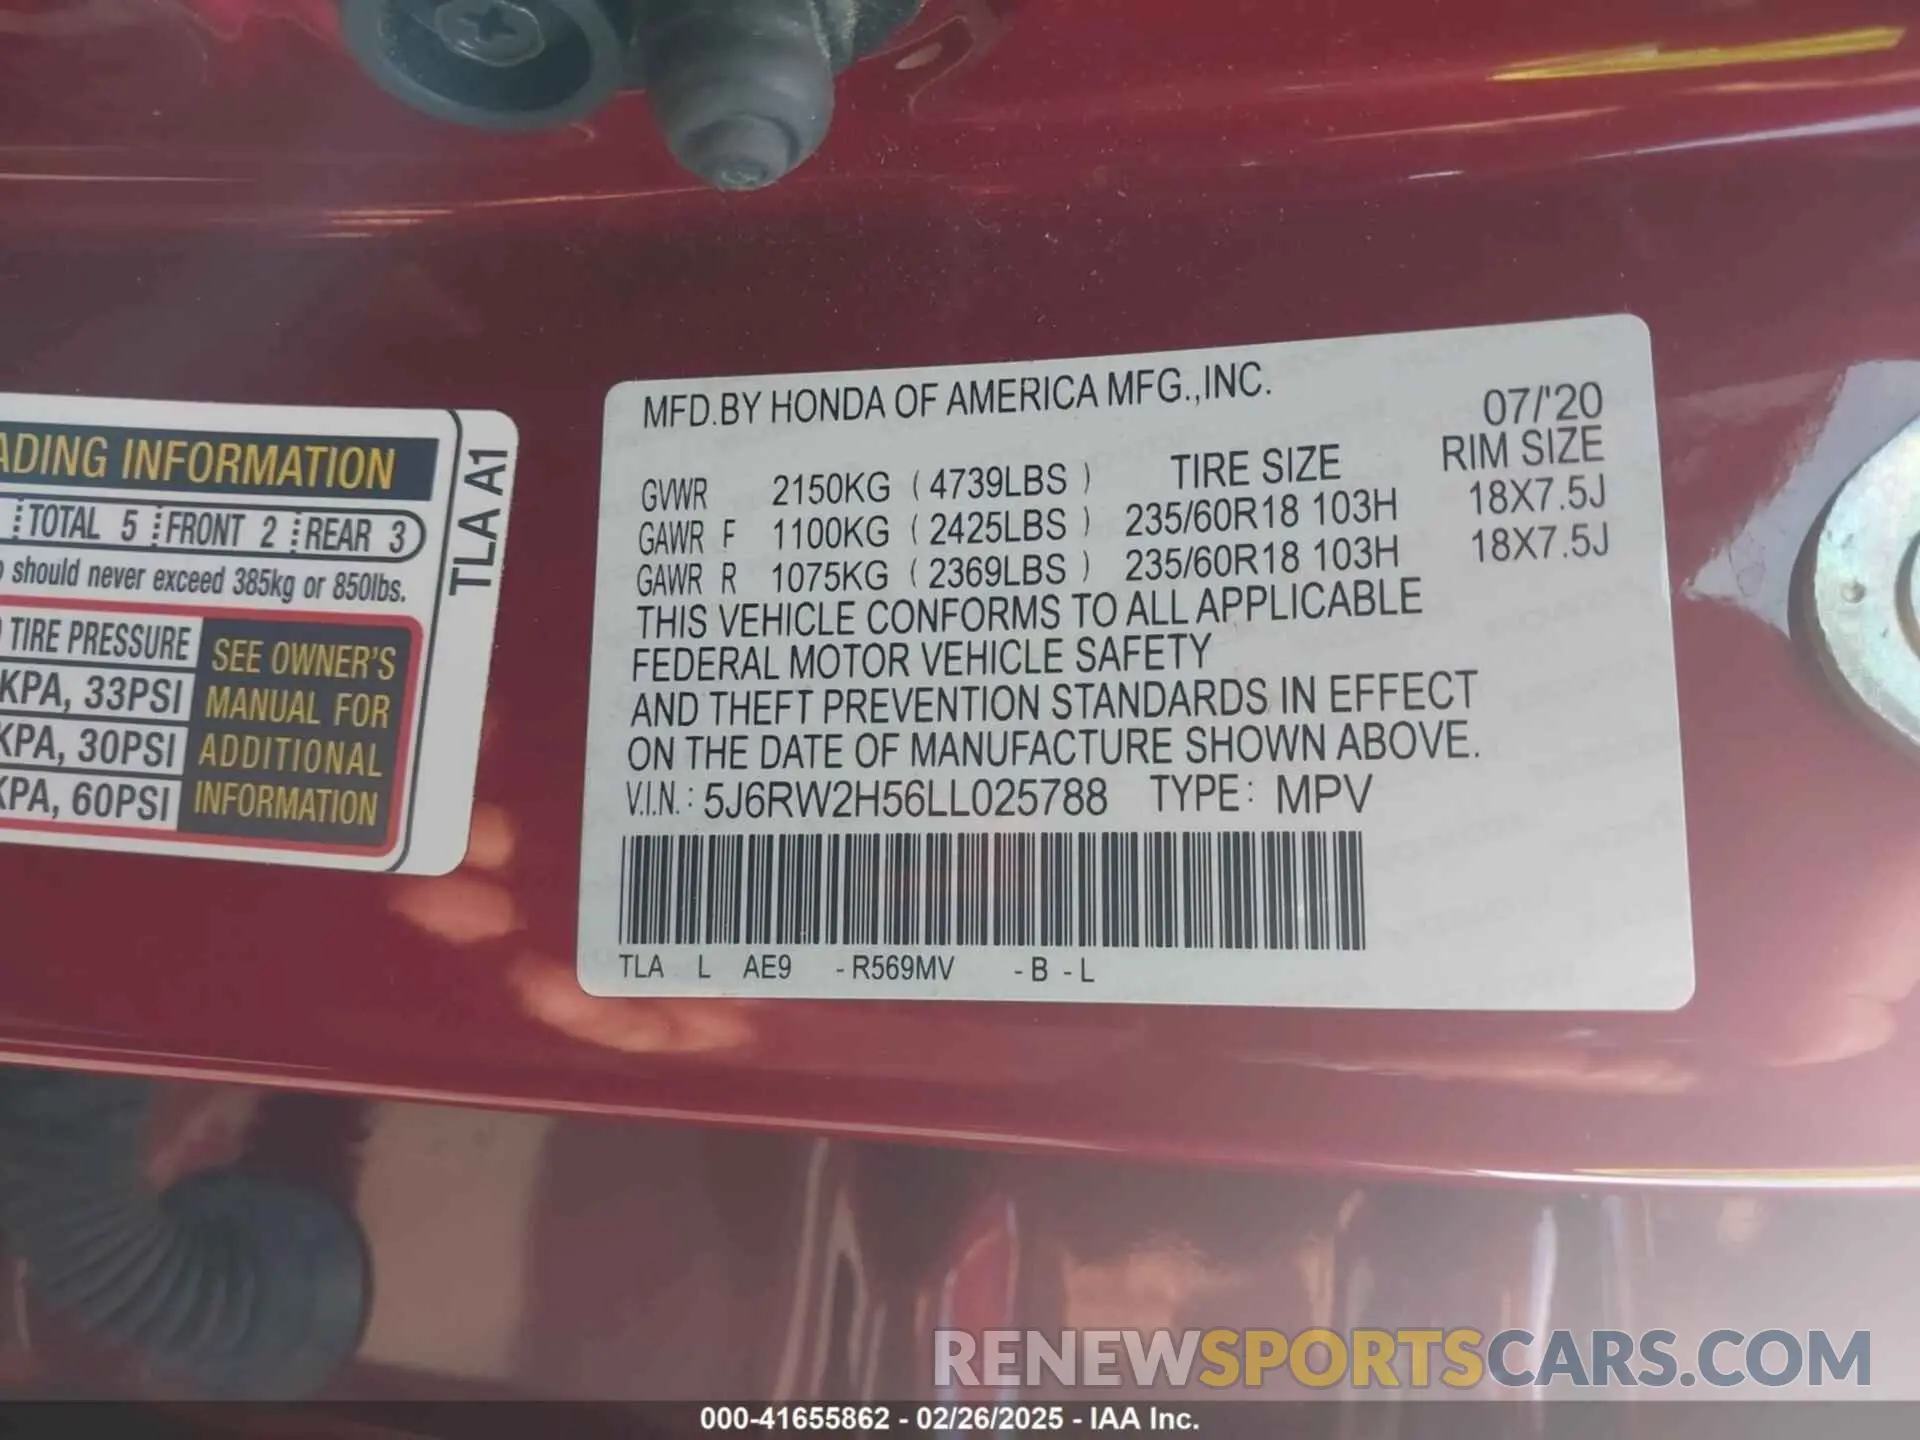 ADING INFORMATION
TOTAL 5 FRONT 2 REAR 3
should never exceed 385kg or 850lbs.
TIRE PRESSURE
KPA, 33PSI
KPA, 30PSI
KPA, 60PSI
SEE OWNER'S
MANUAL FOR
ADDITIONAL
INFORMATION
TLA A1
MFD.BY HONDA OF AMERICA MFG.,INC.
07/'20
GVWR 2150KG ( 4739LBS ) TIRE SIZE RIM SIZE
GAWR F 1100KG ( 2425LBS ) 235/60R18 103H 18X7.5J
GAWR R 1075KG ( 2369LBS ) 235/60R18 103H 18X7.5J
THIS VEHICLE CONFORMS TO ALL APPLICABLE
FEDERAL MOTOR VEHICLE SAFETY
AND THEFT PREVENTION STANDARDS IN EFFECT
ON THE DATE OF MANUFACTURE SHOWN ABOVE.
V.I.N.: 5J6RW2H56LL025788 TYPE: MPV
TLA L AE9 -R569MV -B -L
RENEWSPORTSCARS.COM
000-41655862 - 02/26/2025 - IAA Inc.